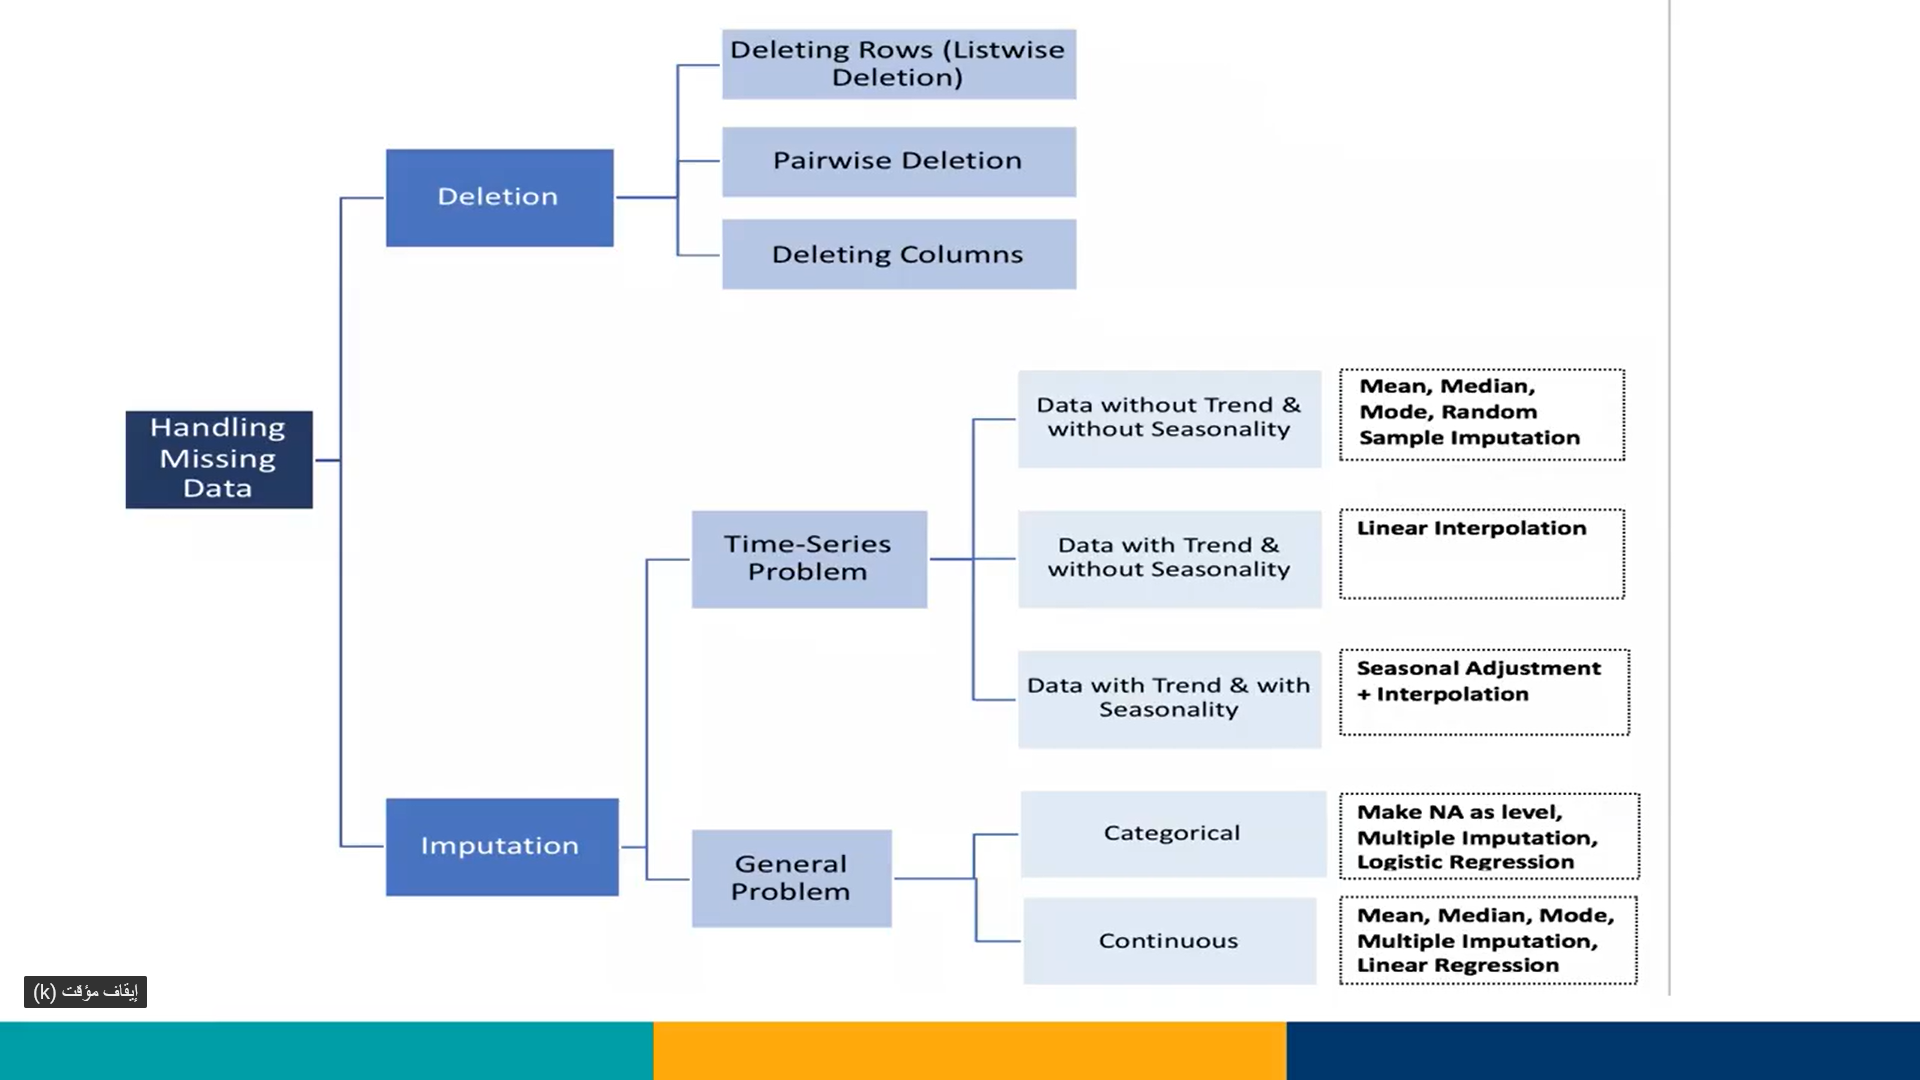 Deleting Rows (Listwise
Deletion)
Pairwise Deletion
Deletion
Deleting Columns
Handling
Missing
Data
Data without Trend &
without Seasonality
Mean, Median,
Mode, Random
Sample Imputation
Time-Series
Problem
Data with Trend &
without Seasonality
Linear Interpolation
Data with Trend & with
Seasonality
Seasonal Adjustment
+ Interpolation
Imputation
General
Problem
Categorical
Make NA as level,
Multiple Imputation,
Logistic Regression
Continuous
Mean, Median, Mode,
Multiple Imputation,
Linear Regression
إيقاف مؤقت (k)